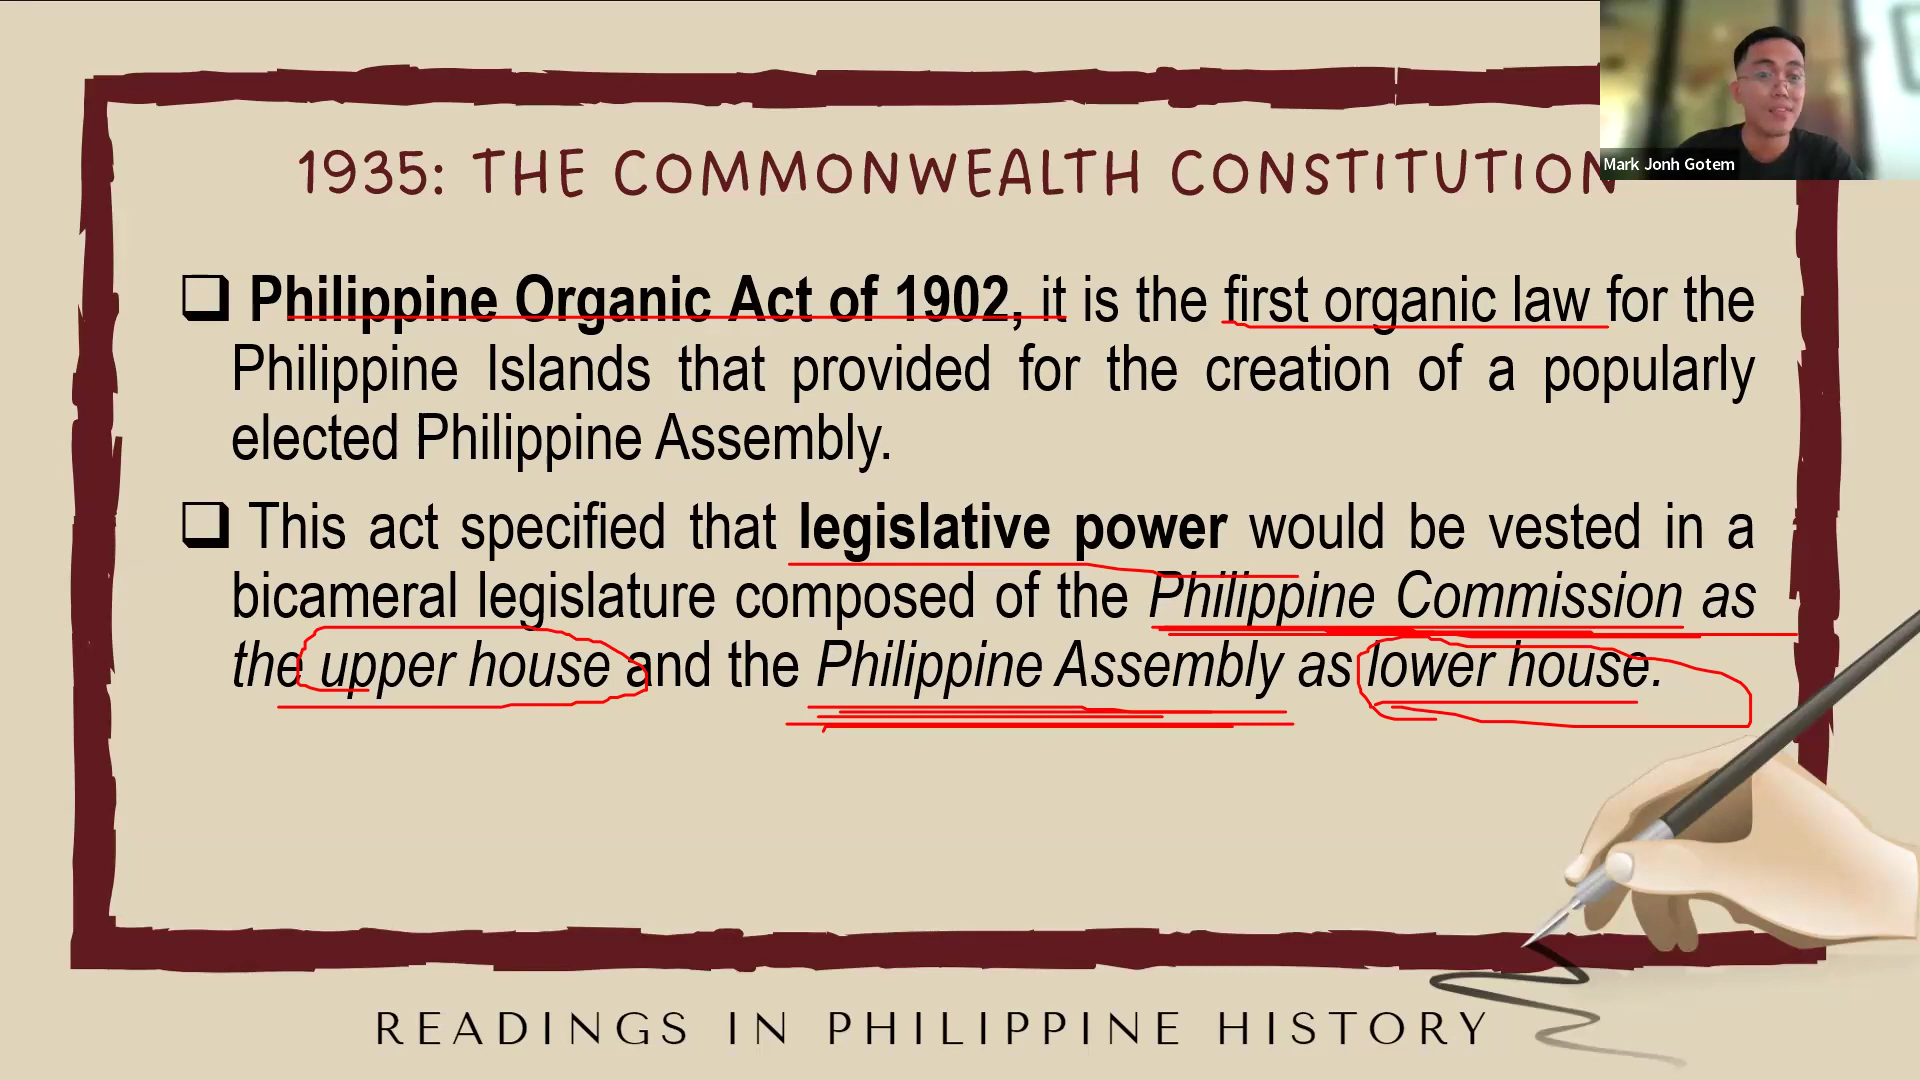 Mark Jonh Gotem
1935: THE COMMONWEALTH CONSTITUTION
Philippine Organic Act of 1902, it is the first organic law for the
Philippine Islands that provided for the creation of a popularly
elected Philippine Assembly.
This act specified that legislative power would be vested in a
bicameral legislature composed of the Philippine Commission as
the upper house and the Philippine Assembly as lower house.
READINGS IN PHILIPPINE HISTORY